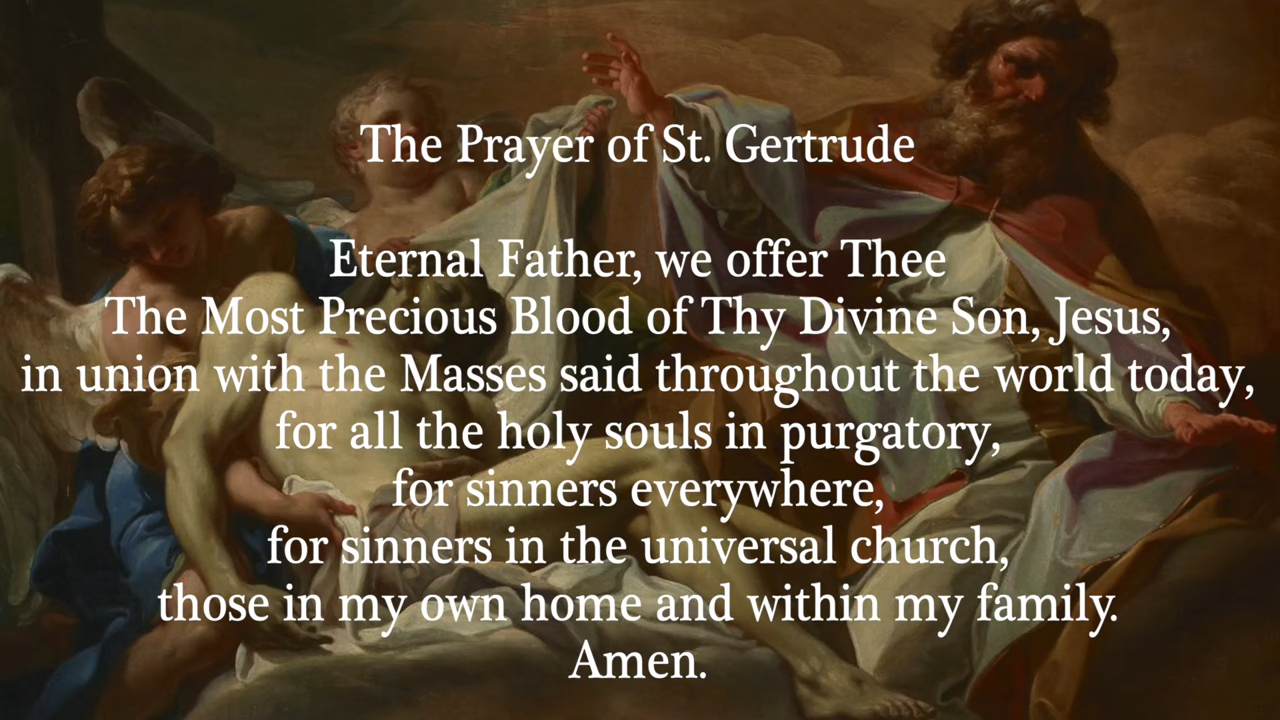 The Prayer of St. Gertrude
Eternal Father, we offer Thee
The Most Precious Blood of Thy Divine Son, Jesus,
in union with the Masses said throughout the world today,
for all the holy souls in purgatory,
for sinners everywhere,
for sinners in the universal church,
those in my own home and within my family.
Amen.